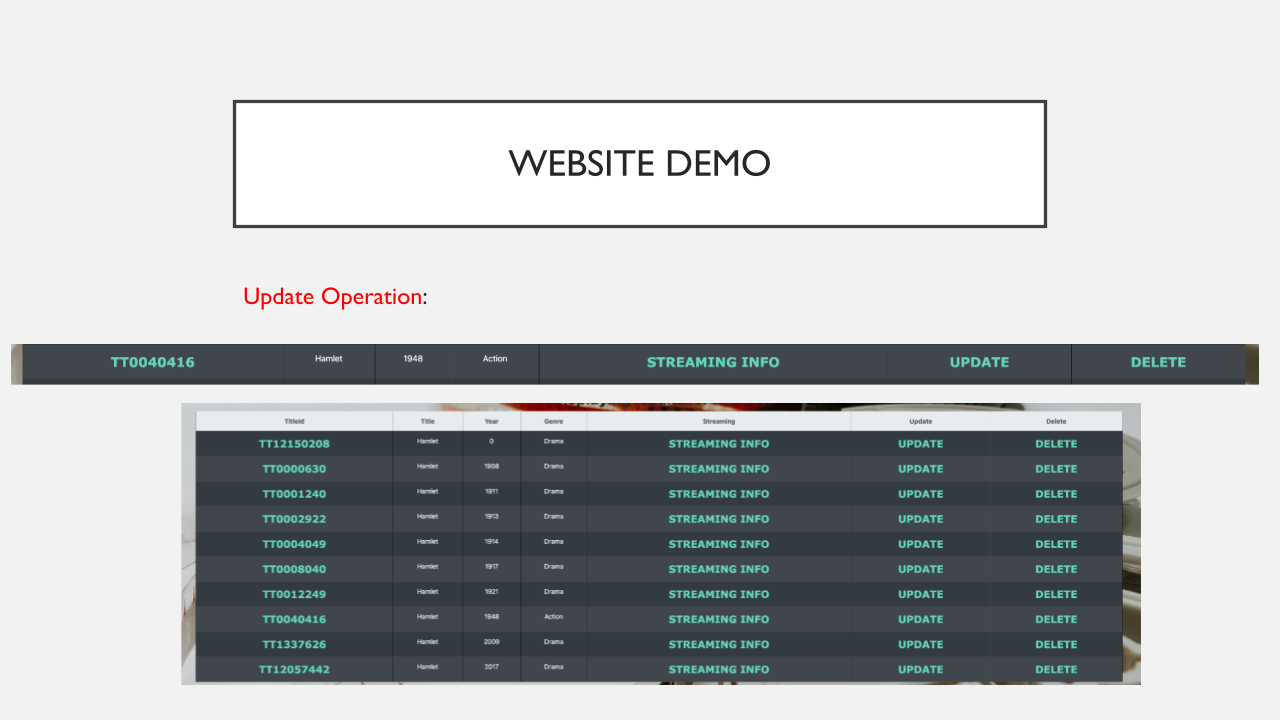 WEBSITE DEMO
Update Operation:
TT0040416 Hamlet 1948 Action STREAMING INFO UPDATE DELETE
TitleId Title Year Genre Streaming Update Delete
TT12150208 Hamlet 0 Drama STREAMING INFO UPDATE DELETE
TT0000630 Hamlet 1908 Drama STREAMING INFO UPDATE DELETE
TT0001240 Hamlet 1911 Drama STREAMING INFO UPDATE DELETE
TT0002922 Hamlet 1913 Drama STREAMING INFO UPDATE DELETE
TT0004049 Hamlet 1914 Drama STREAMING INFO UPDATE DELETE
TT0008040 Hamlet 1917 Drama STREAMING INFO UPDATE DELETE
TT0012249 Hamlet 1921 Drama STREAMING INFO UPDATE DELETE
TT0040416 Hamlet 1948 Action STREAMING INFO UPDATE DELETE
TT1337626 Hamlet 2009 Drama STREAMING INFO UPDATE DELETE
TT12057442 Hamlet 2017 Drama STREAMING INFO UPDATE DELETE